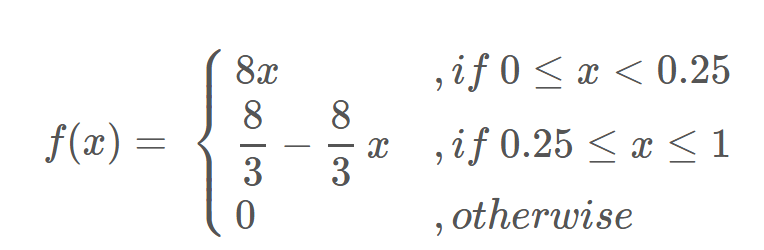 f(x) = { 8x , if 0 ≤ x < 0.25
8/3 − 8/3 x , if 0.25 ≤ x ≤ 1
0 , otherwise